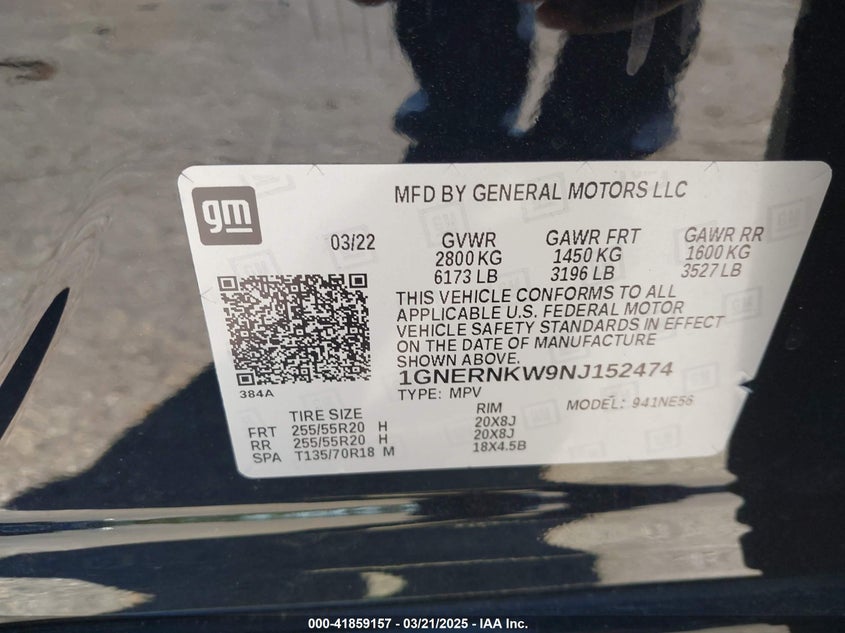 gm
MFD BY GENERAL MOTORS LLC
03/22 GVWR GAWR FRT GAWR RR
2800 KG 1450 KG 1600 KG
6173 LB 3196 LB 3527 LB
THIS VEHICLE CONFORMS TO ALL
APPLICABLE U.S. FEDERAL MOTOR
VEHICLE SAFETY STANDARDS IN EFFECT
ON THE DATE OF MANUFACTURE
SHOWN ABOVE.
1GNERNKW9NJ152474
384A
TYPE: MPV MODEL: 941NE56
TIRE SIZE RIM
FRT 255/55R20 H 20X8J
RR 255/55R20 H 20X8J
SPA T135/70R18 M 18X4.5B
000-41859157 – 03/21/2025 – IAA Inc.